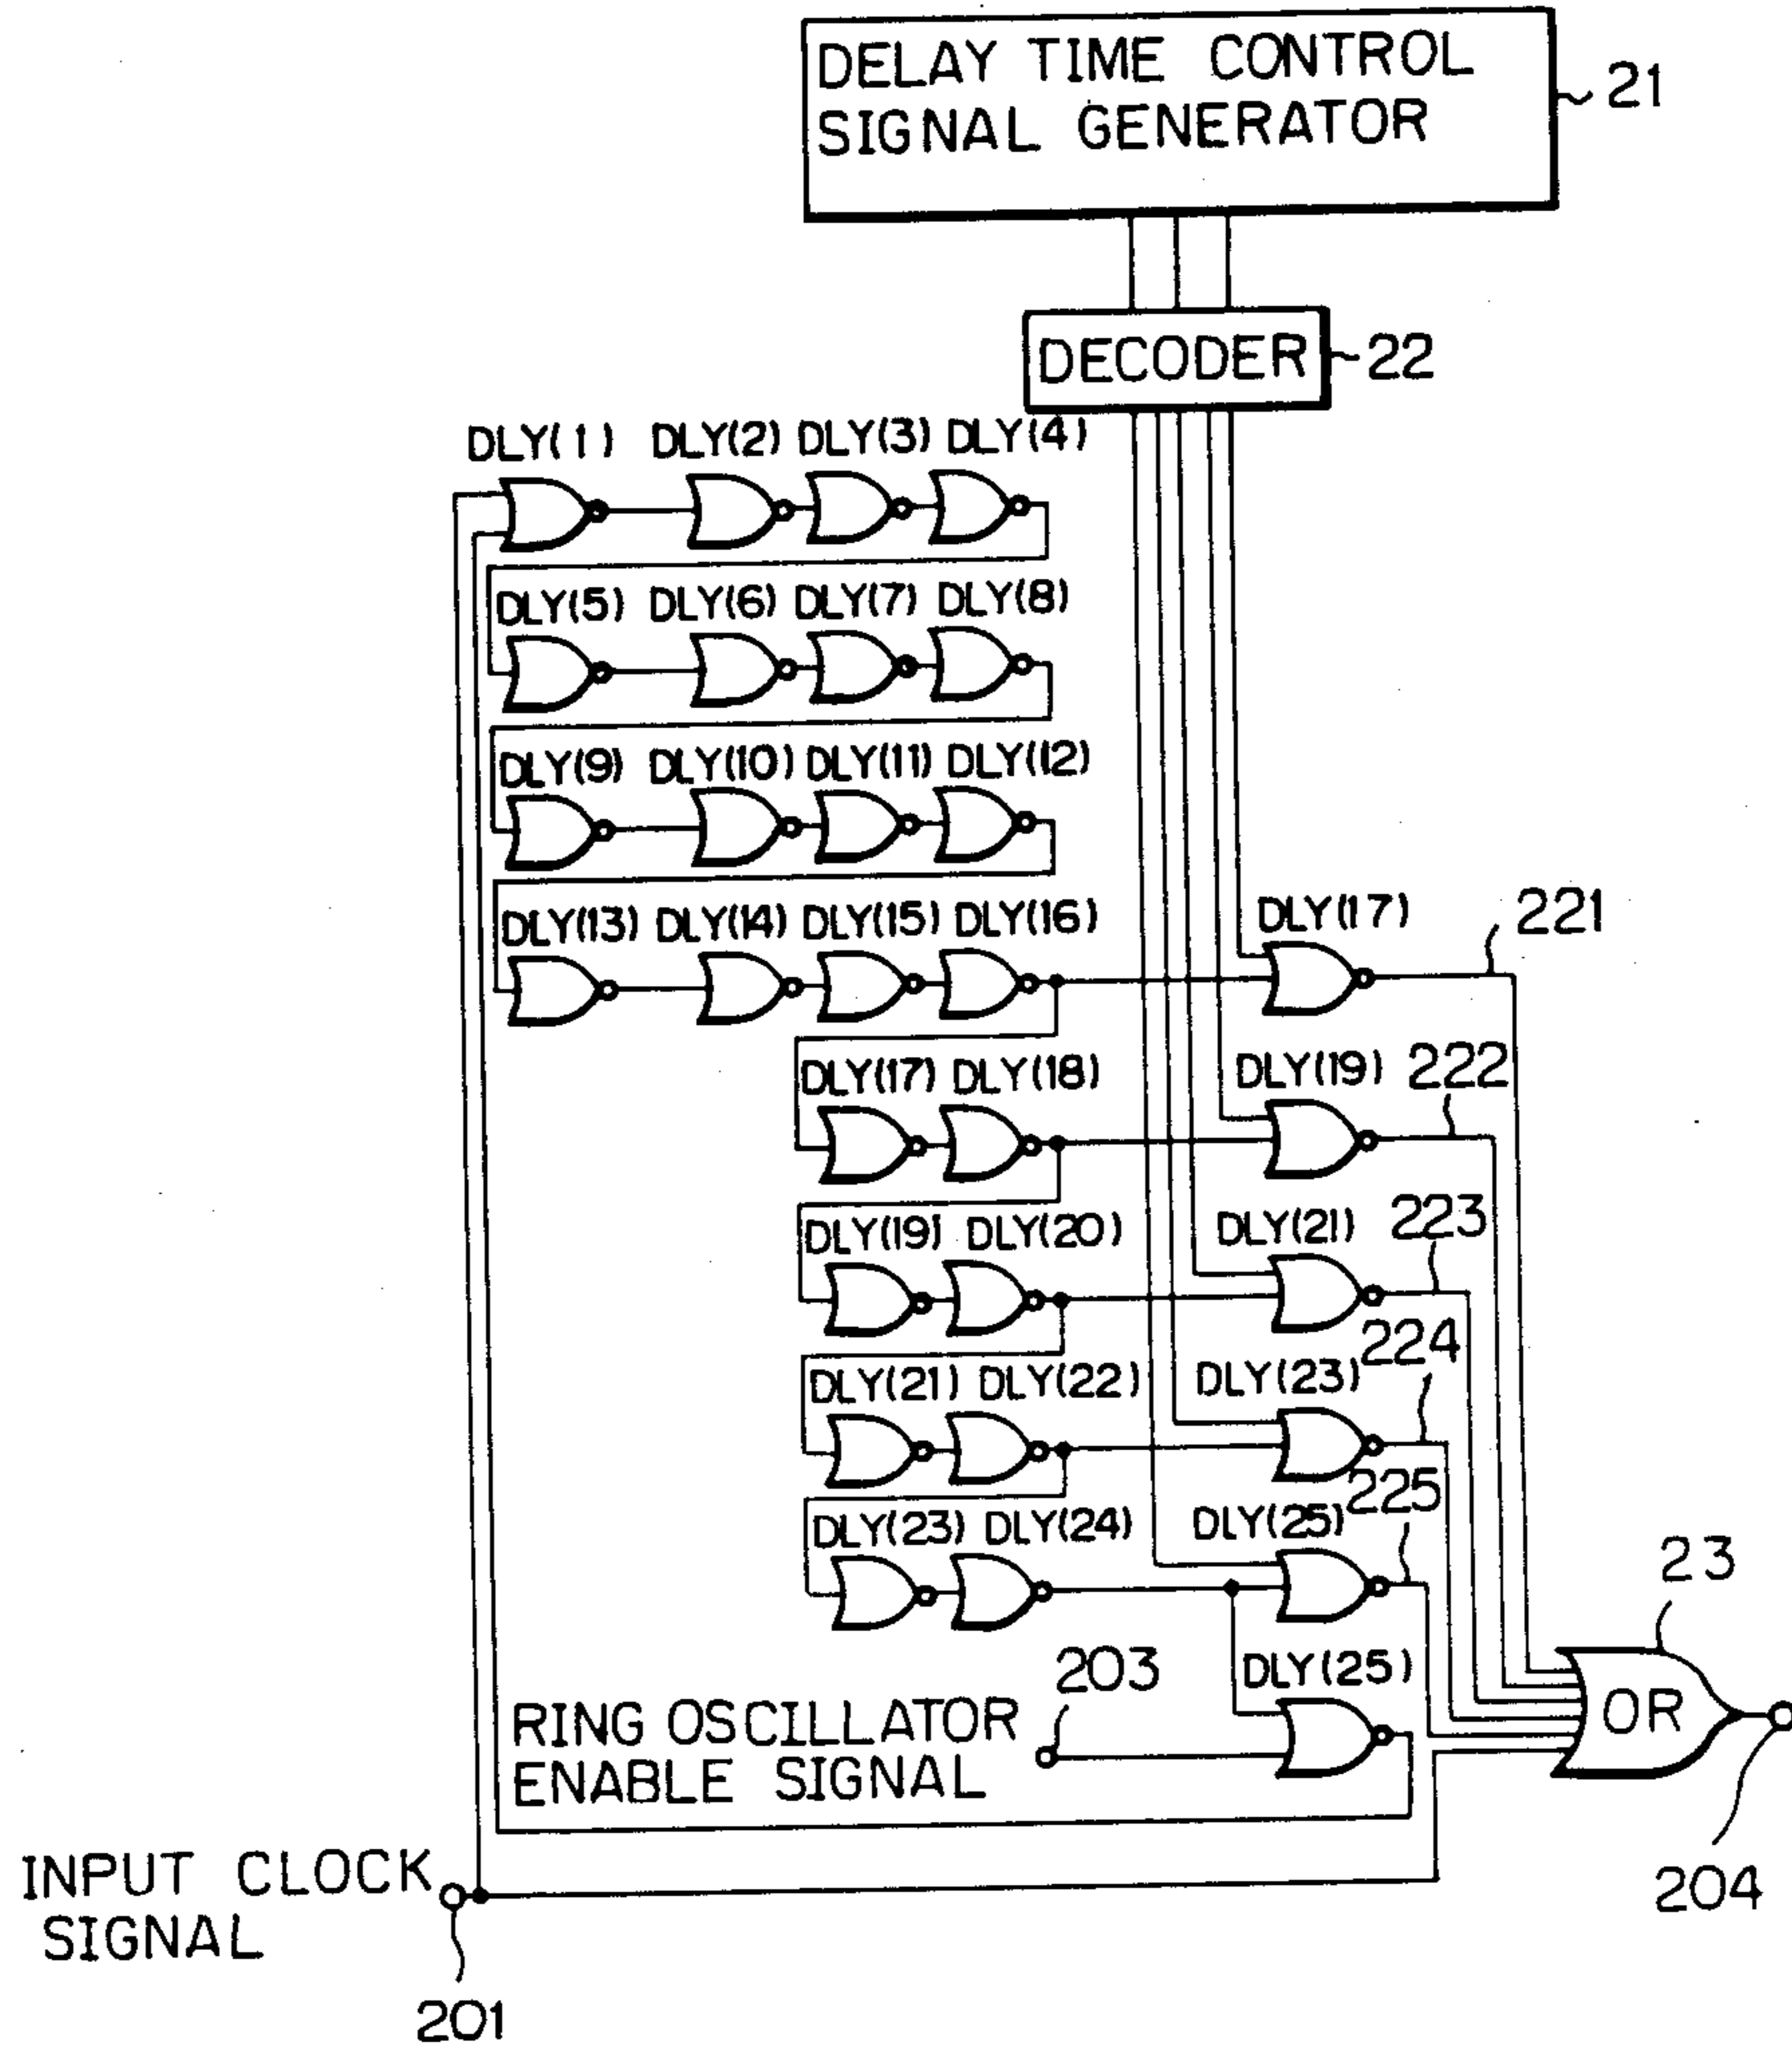 DELAY TIME CONTROL
SIGNAL GENERATOR
21
DECODER
22
DLY(1) DLY(2) DLY(3) DLY(4)
DLY(5) DLY(6) DLY(7) DLY(8)
DLY(9) DLY(10) DLY(11) DLY(12)
DLY(13) DLY(14) DLY(15) DLY(16) DLY(17) 221
DLY(17) DLY(18) DLY(19) 222
DLY(19) DLY(20) DLY(21) 223
DLY(21) DLY(22) DLY(23) 224
DLY(23) DLY(24) DLY(25) 225
23
203 DLY(25)
RING OSCILLATOR
ENABLE SIGNAL
OR
INPUT CLOCK
SIGNAL
204
201